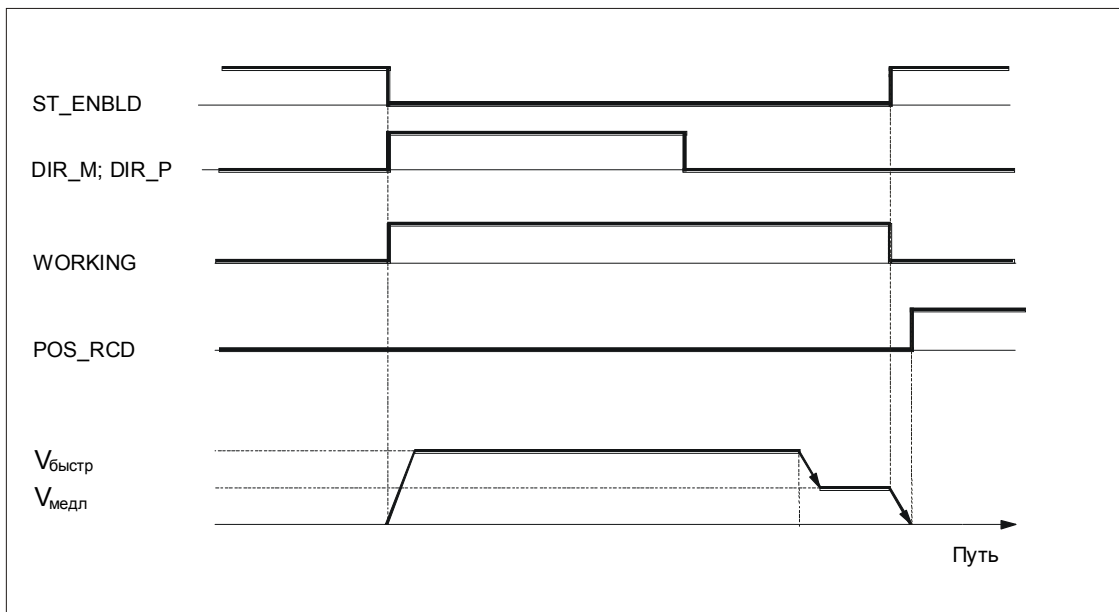 ST_ENBLD
DIR_M; DIR_P
WORKING
POS_RCD
Vбыстр
Vмедл
Путь